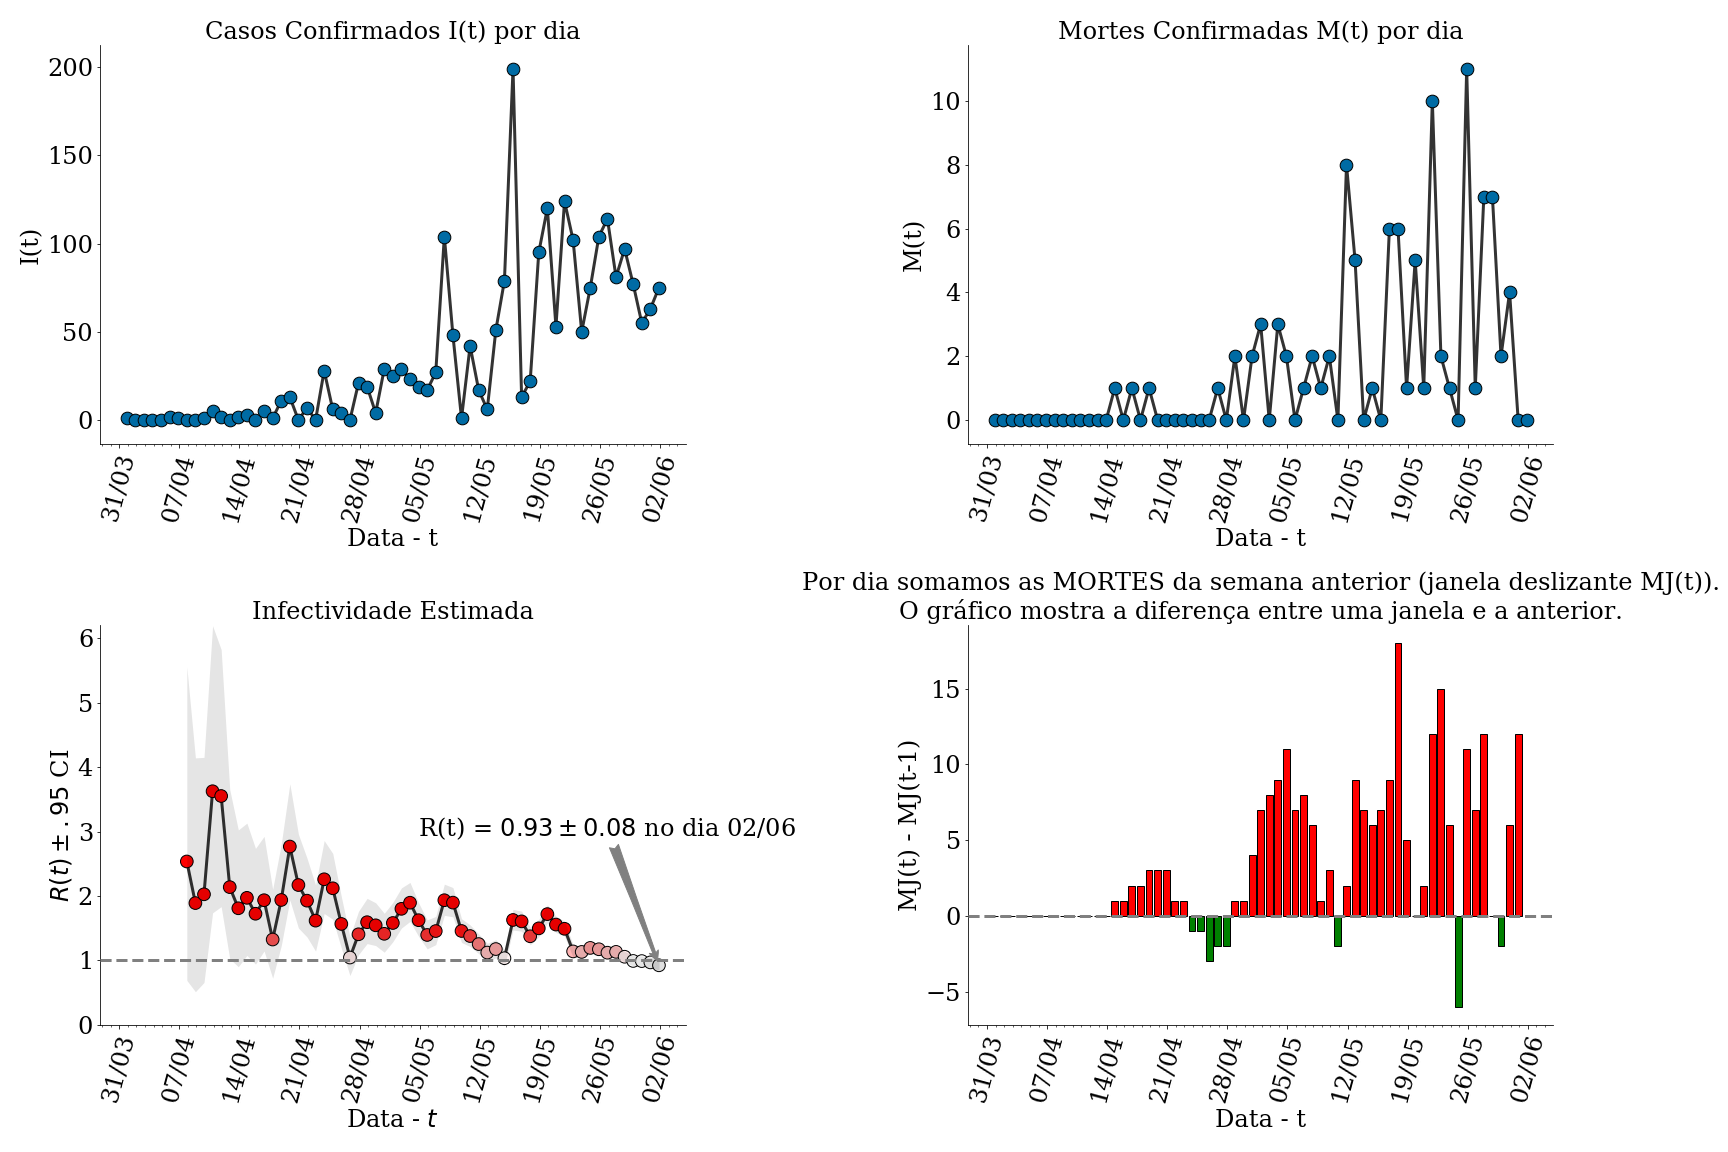 Casos Confirmados I(t) por dia
200
150
100
50
0
I(t)
31/03 07/04 14/04 21/04 28/04 05/05 12/05 19/05 26/05 02/06
Data - t
Mortes Confirmadas M(t) por dia
10
8
6
4
2
0
M(t)
31/03 07/04 14/04 21/04 28/04 05/05 12/05 19/05 26/05 02/06
Data - t
Infectividade Estimada
6
5
4
3
2
1
0
R(t) ± .95 CI
R(t) = 0.93 ± 0.08 no dia 02/06
31/03 07/04 14/04 21/04 28/04 05/05 12/05 19/05 26/05 02/06
Data - t
Por dia somamos as MORTES da semana anterior (janela deslizante MJ(t)).
O gráfico mostra a diferença entre uma janela e a anterior.
15
10
5
0
−5
MJ(t) - MJ(t-1)
31/03 07/04 14/04 21/04 28/04 05/05 12/05 19/05 26/05 02/06
Data - t